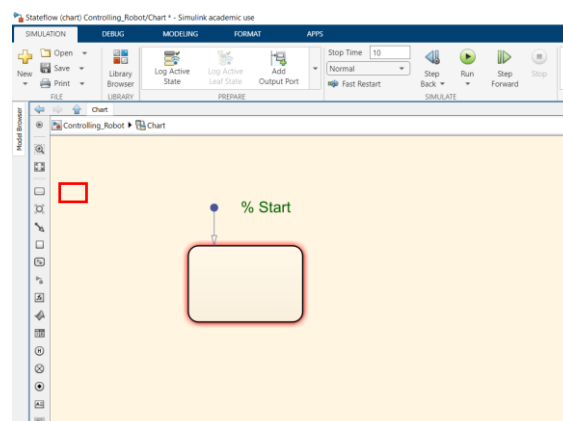 Stateflow (chart) Controlling_Robot/Chart * - Simulink academic use
SIMULATION DEBUG MODELING FORMAT APPS
New
Open
Save
Print
FILE
Library
Browser
LIBRARY
Log Active
State
Log Active
Leaf State
Add
Output Port
PREPARE
Stop Time 10
Normal
Fast Restart
Step
Back
Run
Step
Forward
Stop
SIMULATE
Model Browser
Chart
Controlling_Robot Chart
% Start